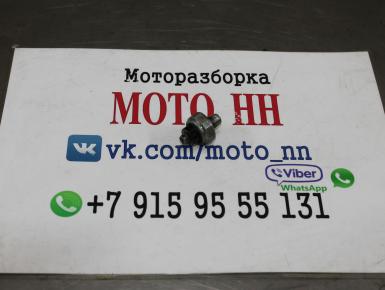 Моторазборка
МОТО НН
vk.com/moto_nn
Viber
WhatsApp
+7 915 95 55 131